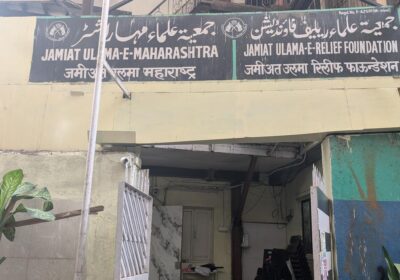 جمعیۃ علماء مہاراشٹر
JAMIAT ULAMA-E-MAHARASHTRA
जमीअत उलमा महाराष्ट्र
جمعیۃ علماء ریلیف فاؤنڈیشن
JAMIAT ULAMA-E-RELIEF FOUNDATION
जमीअत उलमा रिलीफ फाऊन्डेशन